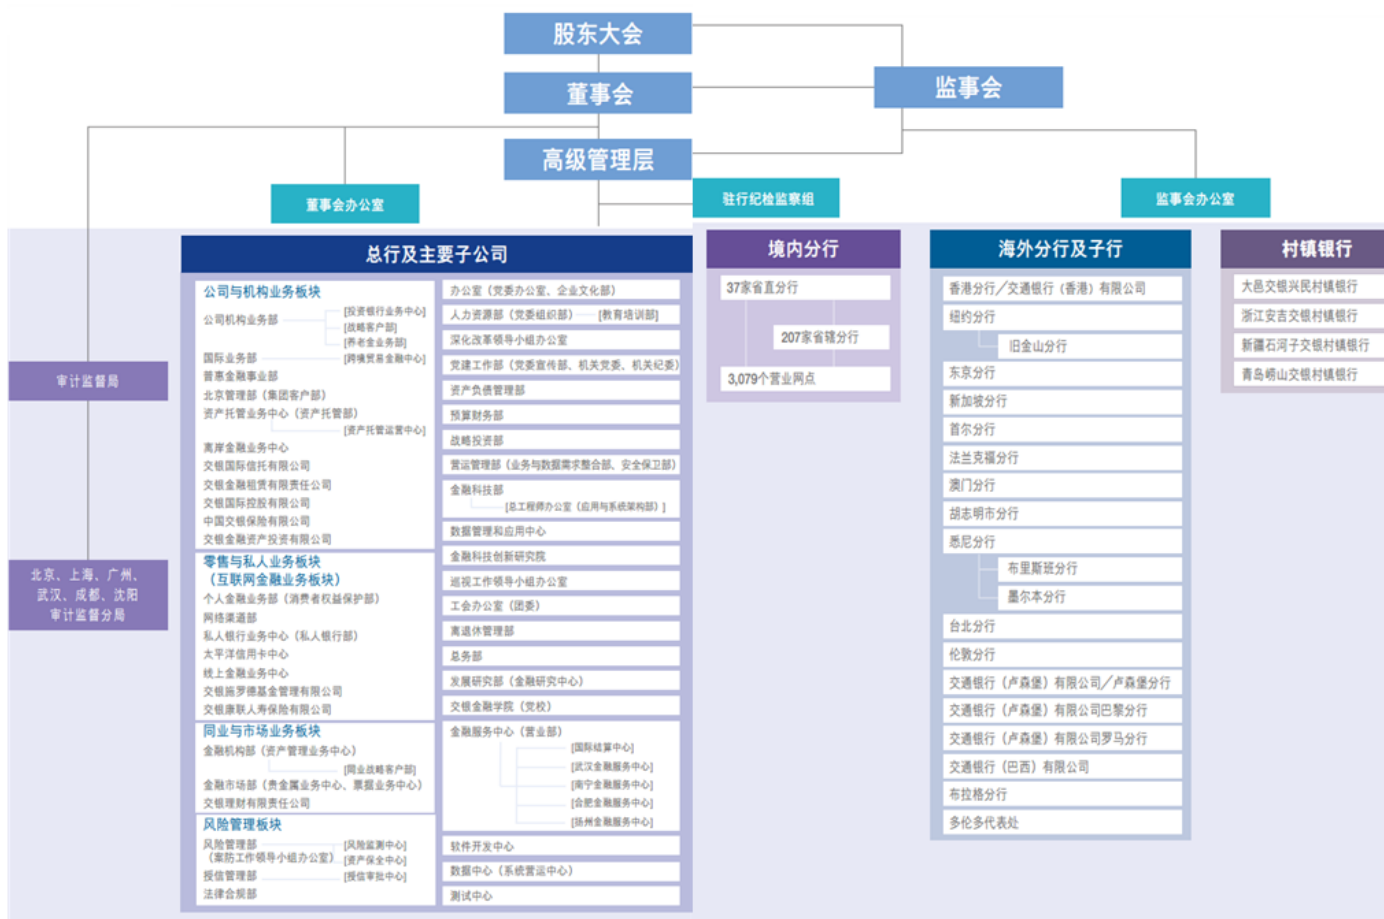 股东大会
董事会
监事会
高级管理层
董事会办公室
驻行纪检监察组
监事会办公室
审计监督局
北京、上海、广州、
武汉、成都、沈阳
审计监督分局
总行及主要子公司
公司与机构业务板块
公司机构业务部
[投资银行业务中心]
[战略客户部]
[养老金业务部]
国际业务部
[跨境贸易金融中心]
普惠金融事业部
北京管理部（集团客户部）
资产托管业务中心（资产托管部）
[资产托管运营中心]
离岸金融业务中心
交银国际信托有限公司
交银金融租赁有限责任公司
交银国际控股有限公司
中国交银保险有限公司
交银金融资产投资有限公司
零售与私人业务板块
（互联网金融业务板块）
个人金融业务部（消费者权益保护部）
网络渠道部
私人银行业务中心（私人银行部）
太平洋信用卡中心
线上金融业务中心
交银施罗德基金管理有限公司
交银康联人寿保险有限公司
同业与市场业务板块
金融机构部（资产管理业务中心）
[同业战略客户部]
金融市场部（贵金属业务中心、票据业务中心）
交银理财有限责任公司
风险管理板块
风险管理部
（案防工作领导小组办公室）
[风险监测中心]
[资产保全中心]
授信管理部
[授信审批中心]
法律合规部
办公室（党委办公室、企业文化部）
人力资源部（党委组织部）
[教育培训部]
深化改革领导小组办公室
党建工作部（党委宣传部、机关党委、机关纪委）
资产负债管理部
预算财务部
战略投资部
营运管理部（业务与数据需求整合部、安全保卫部）
金融科技部
[总工程师办公室（应用与系统架构部）]
数据管理和应用中心
金融科技创新研究院
巡视工作领导小组办公室
工会办公室（团委）
离退休管理部
总务部
发展研究部（金融研究中心）
交银金融学院（党校）
金融服务中心（营业部）
[国际结算中心]
[武汉金融服务中心]
[南宁金融服务中心]
[合肥金融服务中心]
[扬州金融服务中心]
软件开发中心
数据中心（系统营运中心）
测试中心
境内分行
37家省直分行
207家省辖分行
3,079个营业网点
海外分行及子行
香港分行／交通银行（香港）有限公司
纽约分行
旧金山分行
东京分行
新加坡分行
首尔分行
法兰克福分行
澳门分行
胡志明市分行
悉尼分行
布里斯班分行
墨尔本分行
台北分行
伦敦分行
交通银行（卢森堡）有限公司／卢森堡分行
交通银行（卢森堡）有限公司巴黎分行
交通银行（卢森堡）有限公司罗马分行
交通银行（巴西）有限公司
布拉格分行
多伦多代表处
村镇银行
大邑交银兴民村镇银行
浙江安吉交银村镇银行
新疆石河子交银村镇银行
青岛崂山交银村镇银行